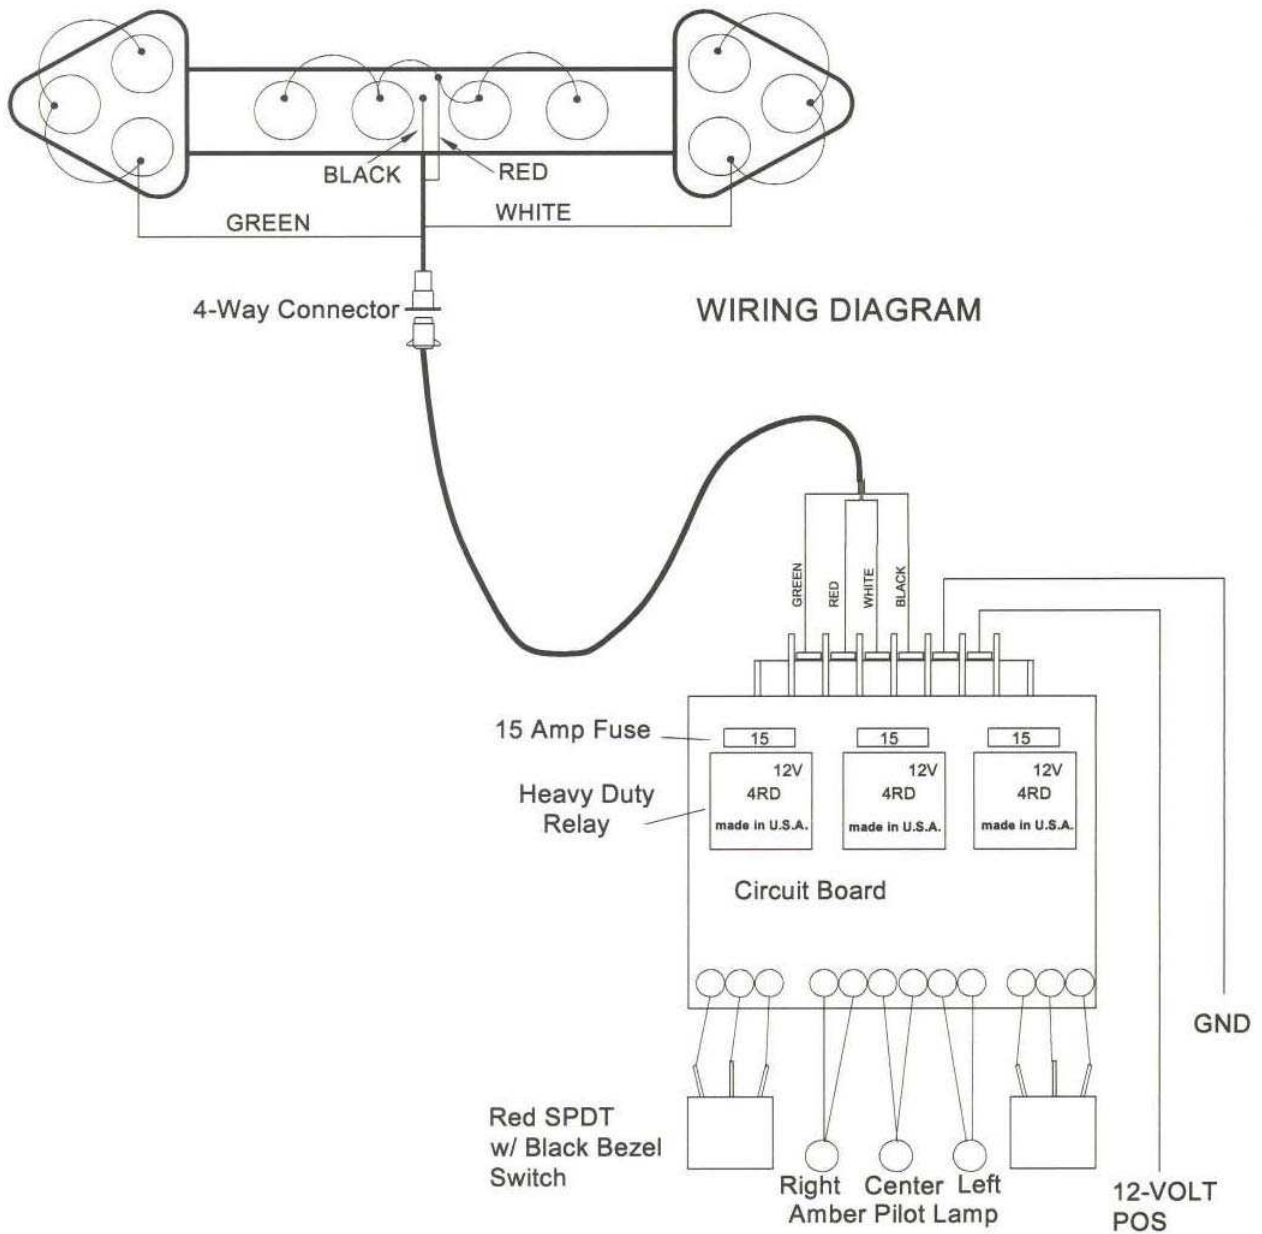 BLACK
RED
GREEN
WHITE
4-Way Connector
WIRING DIAGRAM
GREEN
RED
WHITE
BLACK
15 Amp Fuse
15
15
15
Heavy Duty
Relay
12V
4RD
made in U.S.A.
12V
4RD
made in U.S.A.
12V
4RD
made in U.S.A.
Circuit Board
GND
Red SPDT
w/ Black Bezel
Switch
Right Center Left
Amber Pilot Lamp
12-VOLT
POS